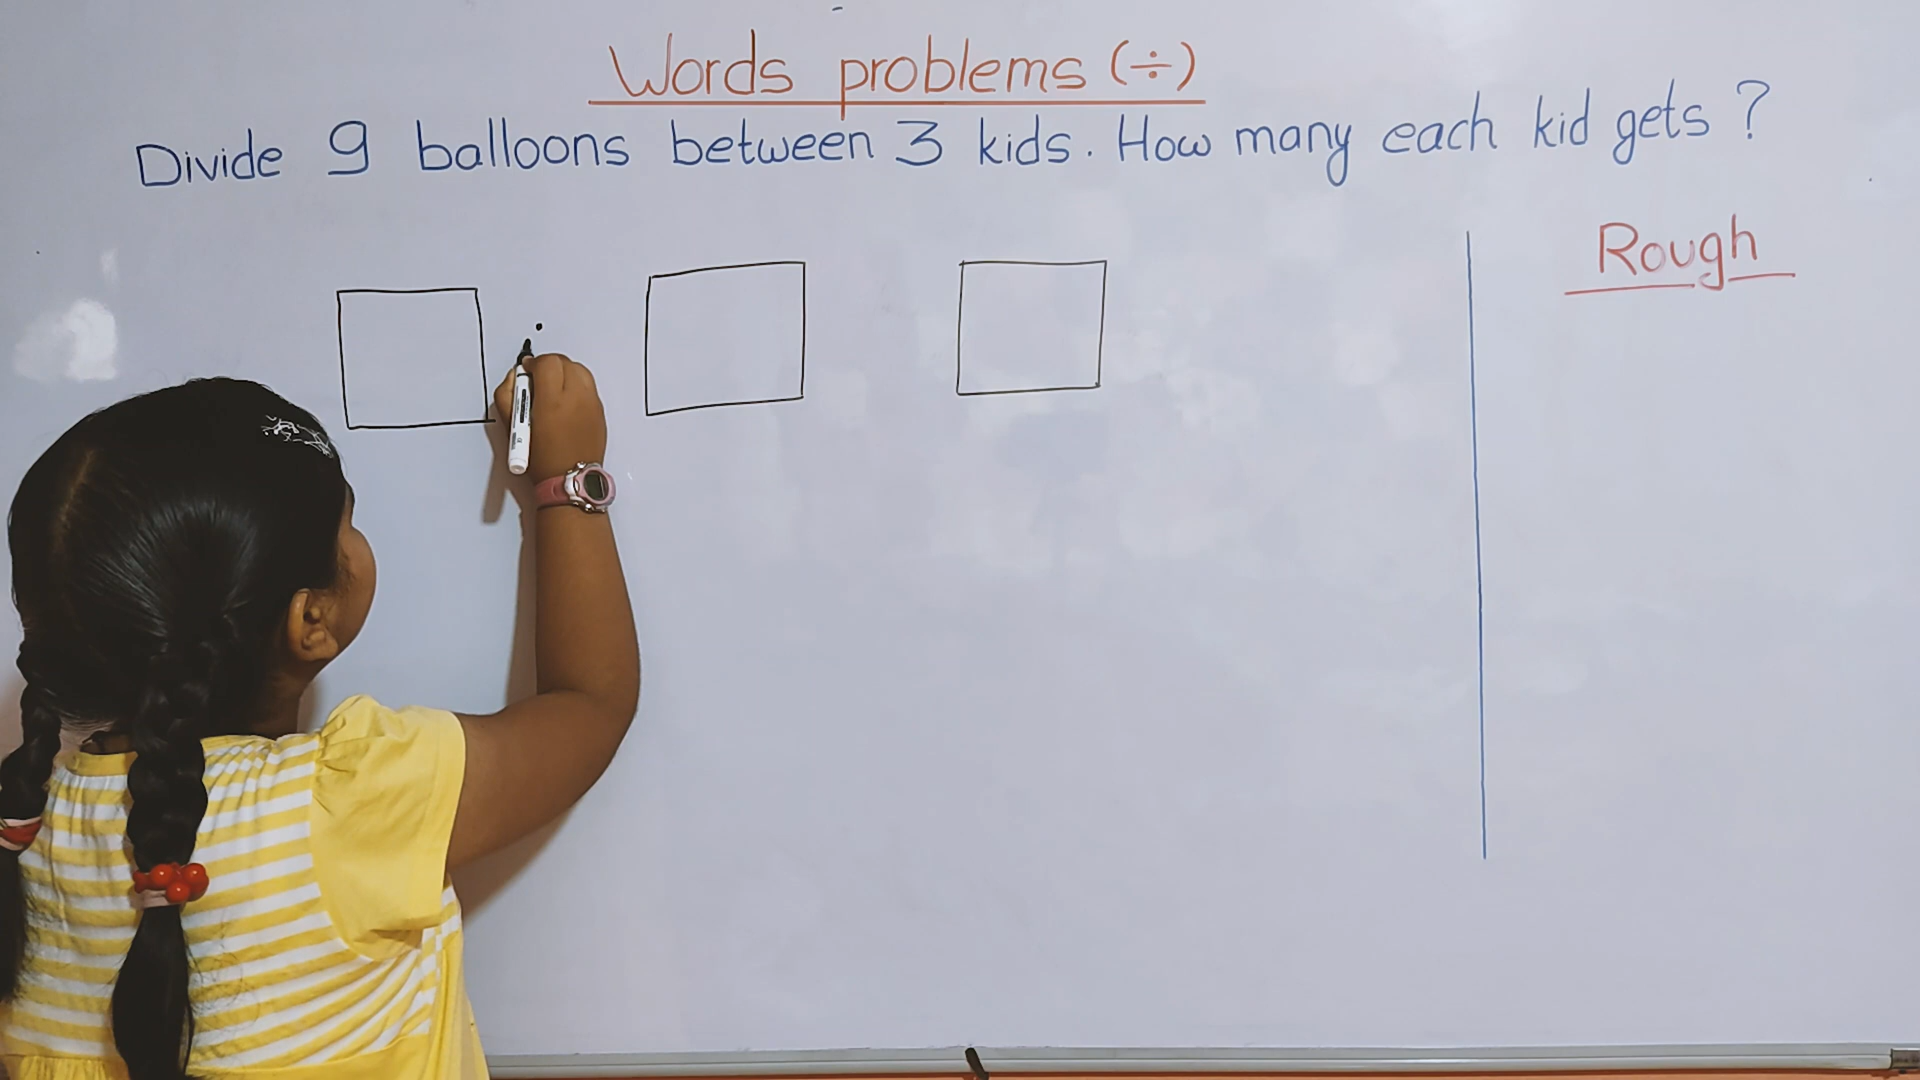 Words problems (÷)
Divide 9 balloons between 3 kids. How many each kid gets ?
Rough